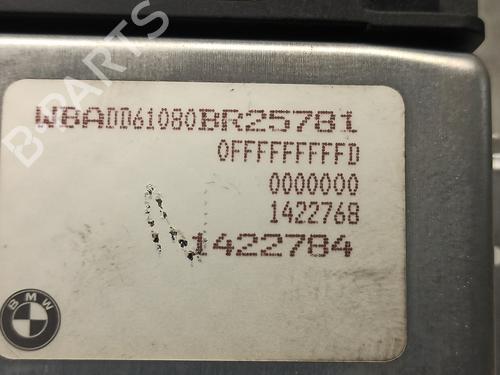 B-PARTS
WBADD61080BR25781
0FFFFFFFFFD
0000000
1422768
1422784
BMW